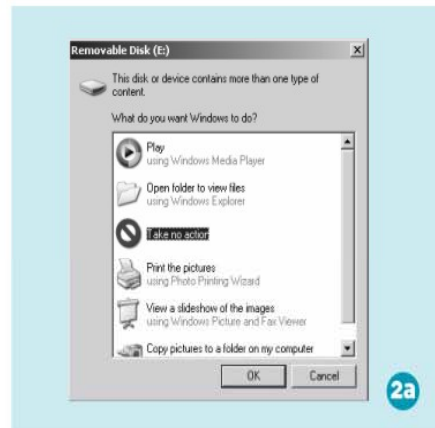 Removable Disk (E:)
This disk or device contains more than one type of
content.
What do you want Windows to do?
Play
using Windows Media Player
Open folder to view files
using Windows Explorer
Take no action
Print the pictures
using Photo Printing Wizard
View a slideshow of the images
using Windows Picture and Fax Viewer
Copy pictures to a folder on my computer
OK Cancel
2a